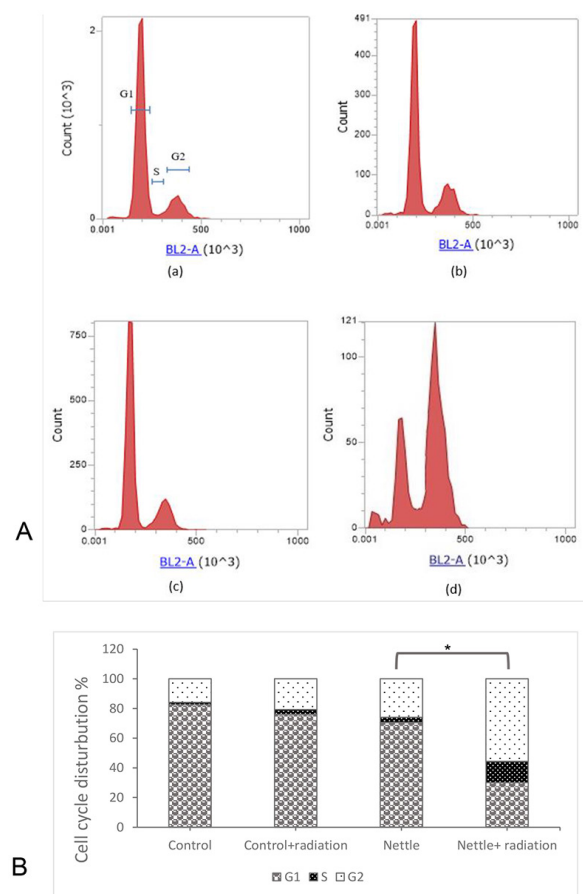 2
Count (10^3)
G1
S
G2
0
0.001
500
1000
BL2-A (10^3)
(a)
491
400
300
Count
200
100
0
0.001
500
1000
BL2-A (10^3)
(b)
750
500
Count
250
0
0.001
500
1000
BL2-A (10^3)
(c)
121
100
Count
50
0
0.001
500
1000
BL2-A (10^3)
(d)
A
120
100
80
60
40
20
0
Cell cycle disturbution %
*
Control
Control+radiation
Nettle
Nettle+ radiation
G1 S G2
B